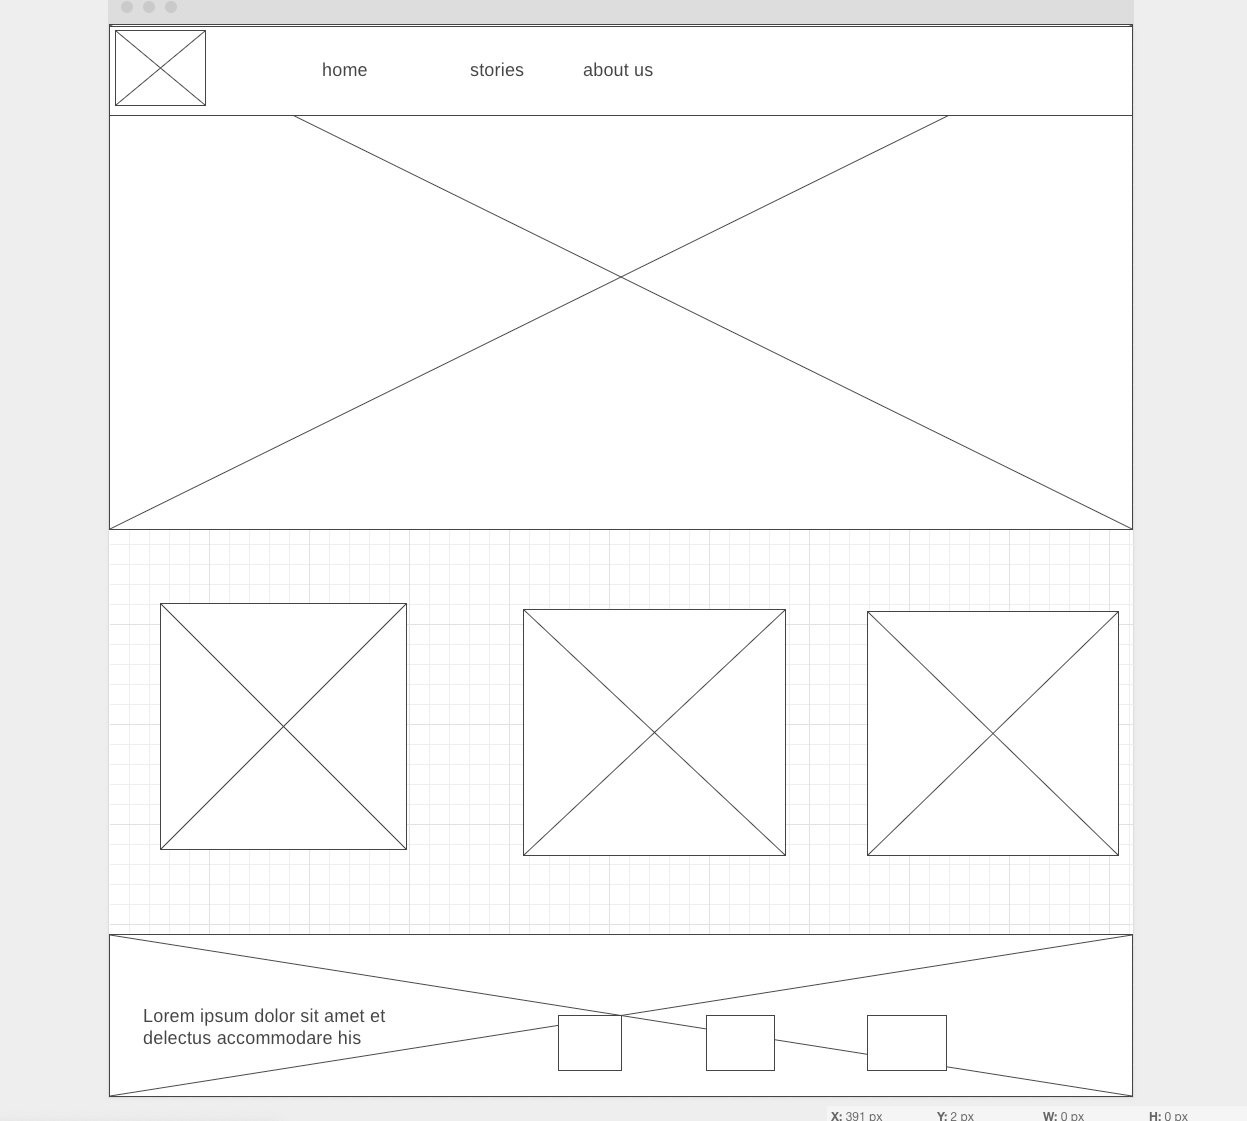 home stories about us
Lorem ipsum dolor sit amet et
delectus accommodare his
X: 391 px Y: 2 px W: 0 px H: 0 px